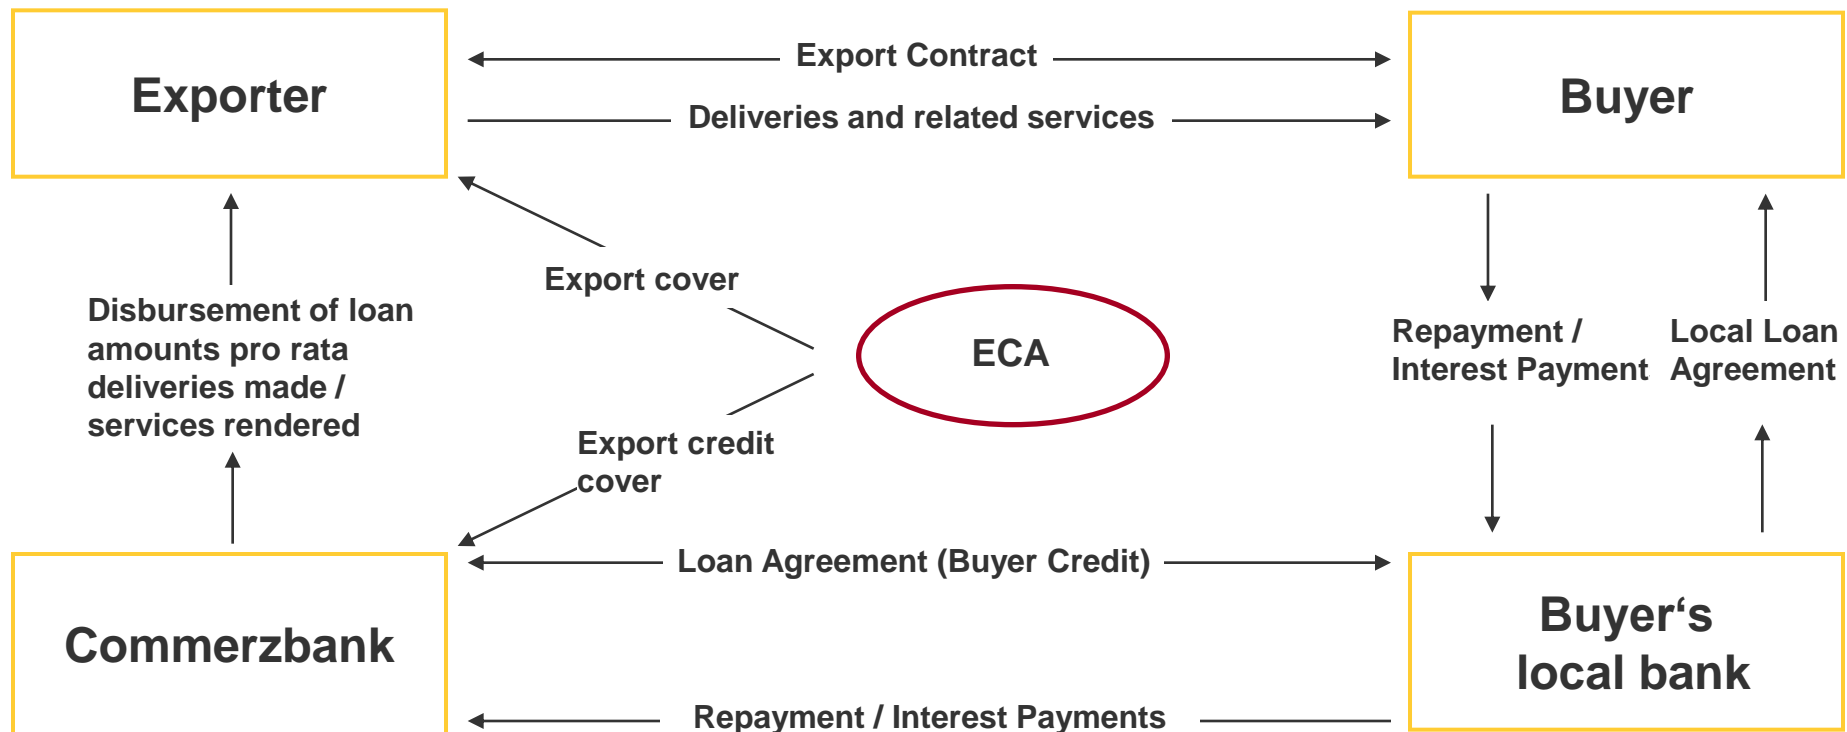 Export Contract
Exporter
Buyer
Deliveries and related services
Export cover
Disbursement of loan
amounts pro rata
deliveries made /
services rendered
ECA
Repayment /
Interest Payment
Local Loan
Agreement
Export credit
cover
Loan Agreement (Buyer Credit)
Commerzbank
Buyer‘s
local bank
Repayment / Interest Payments